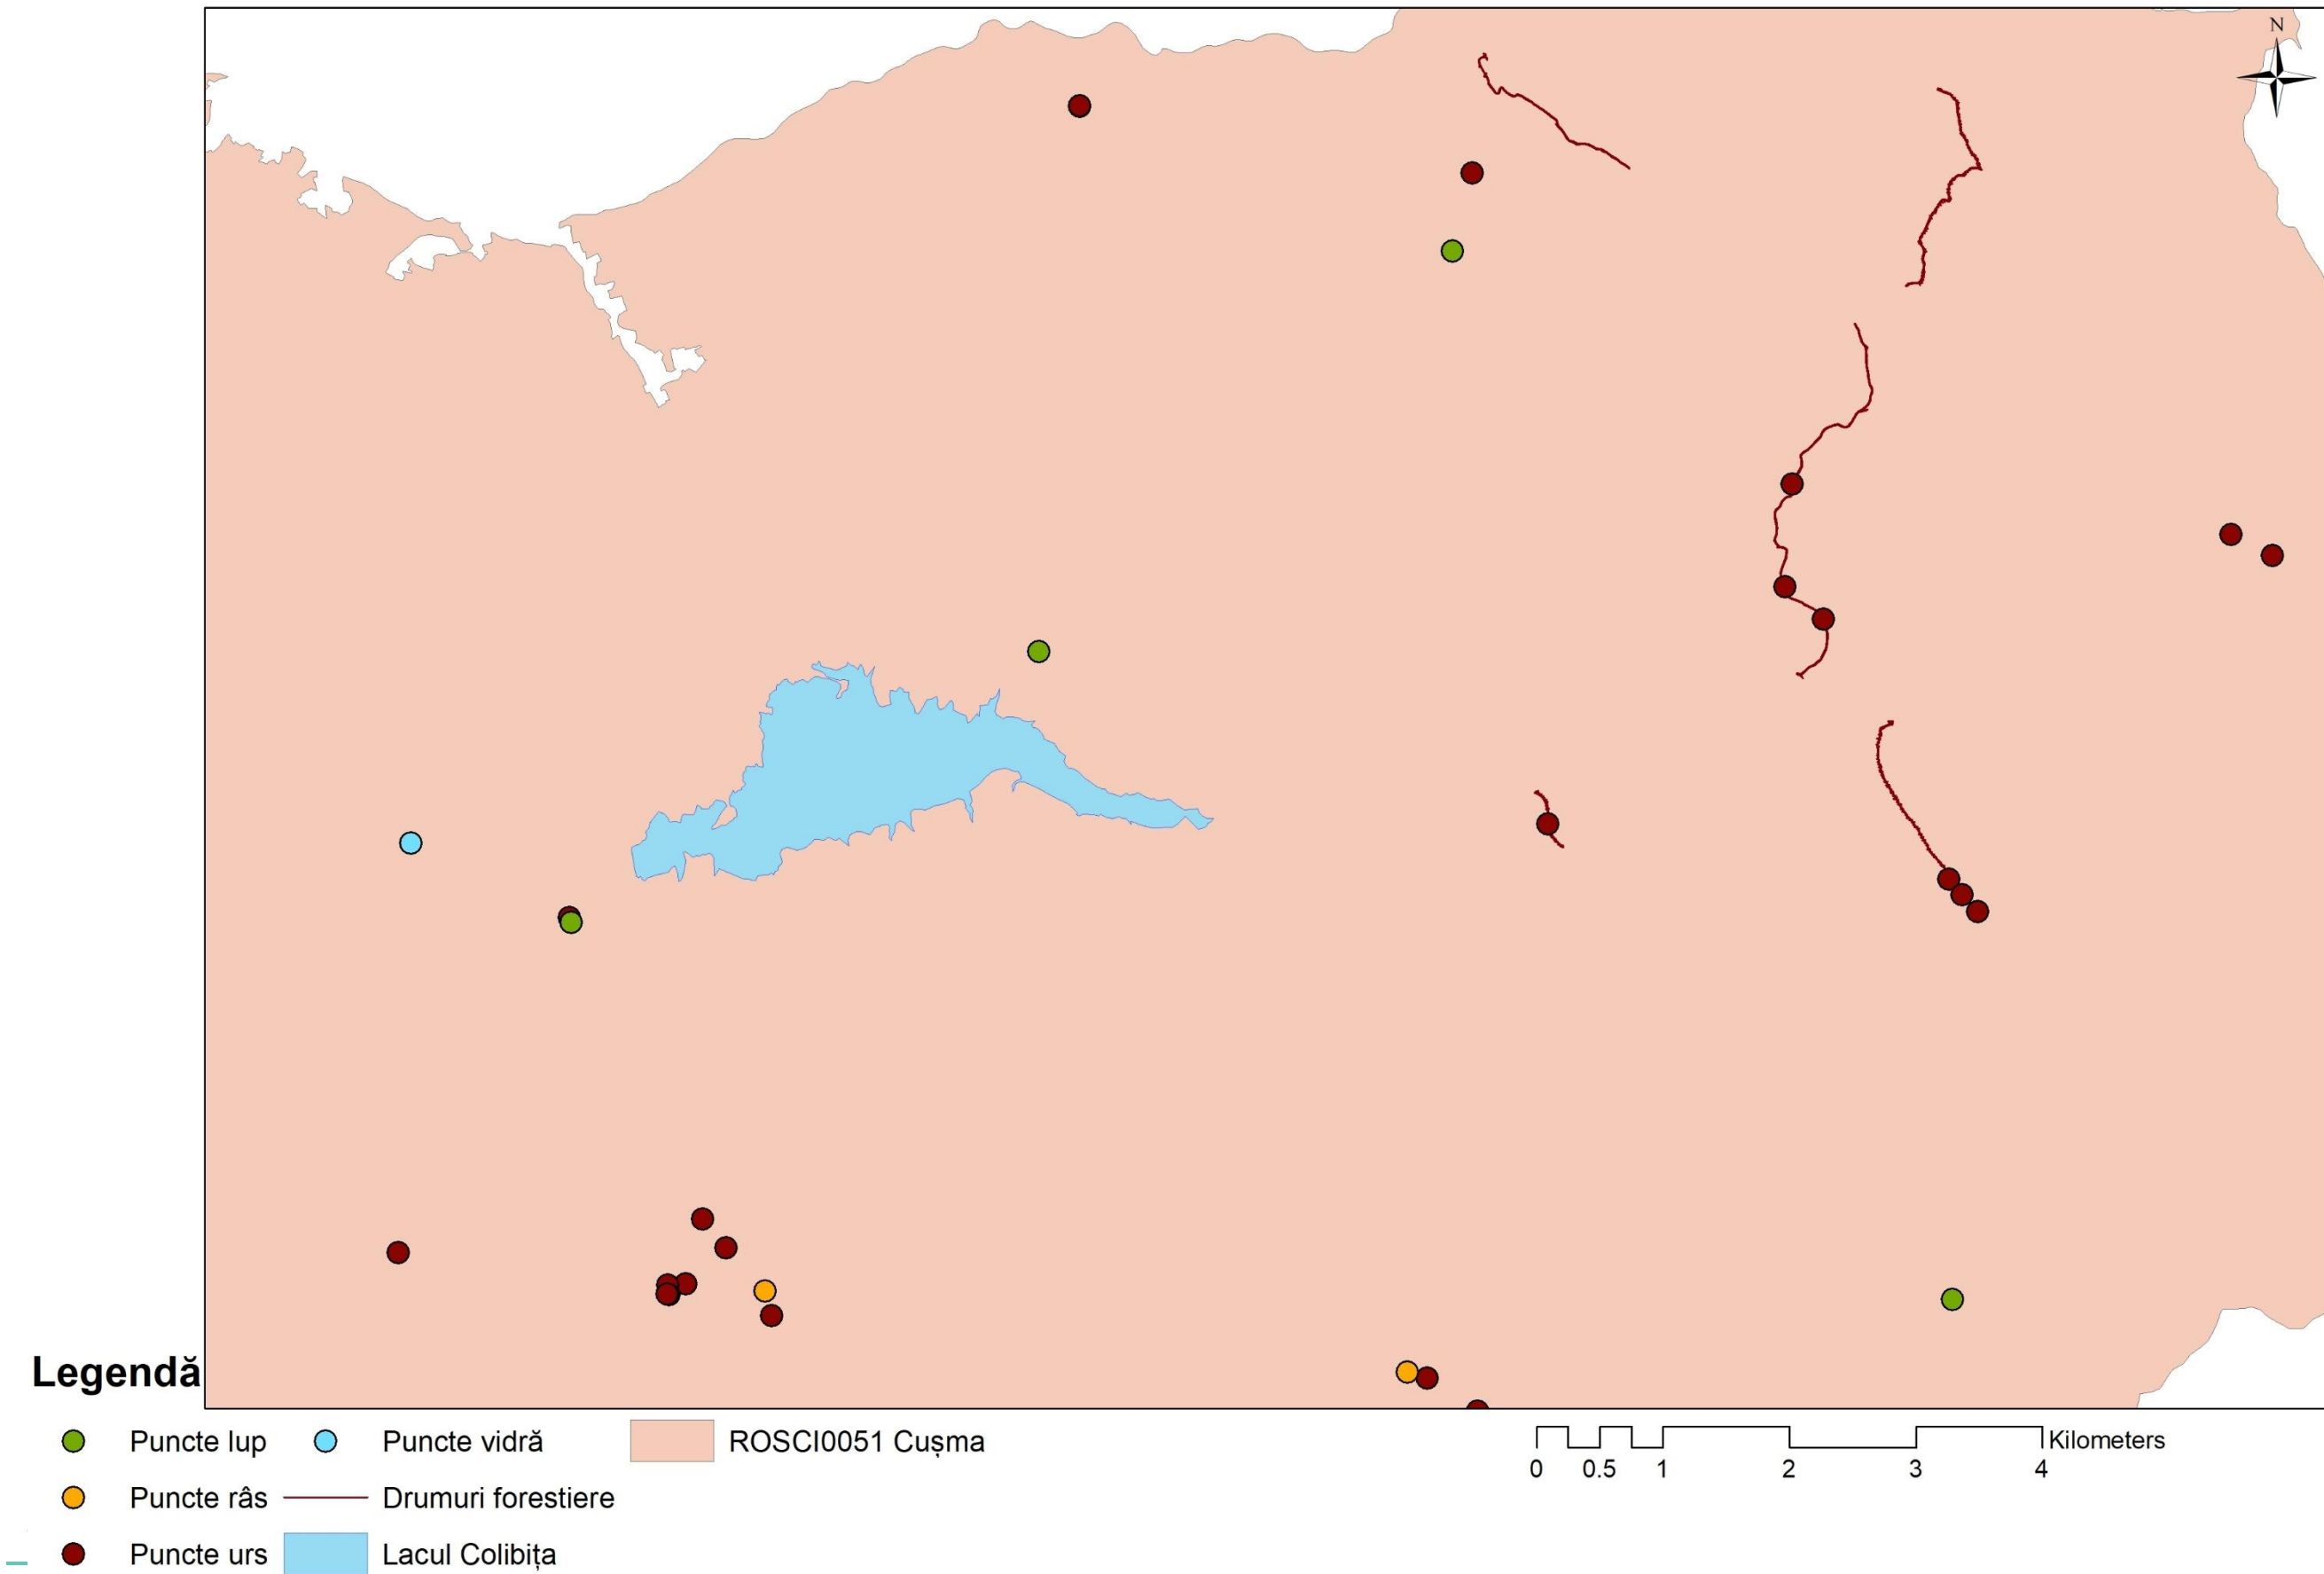 N
Legendă
Puncte lup
Puncte vidră
ROSCI0051 Cușma
Puncte râs
Drumuri forestiere
Puncte urs
Lacul Colibița
Kilometers
0 0.5 1 2 3 4